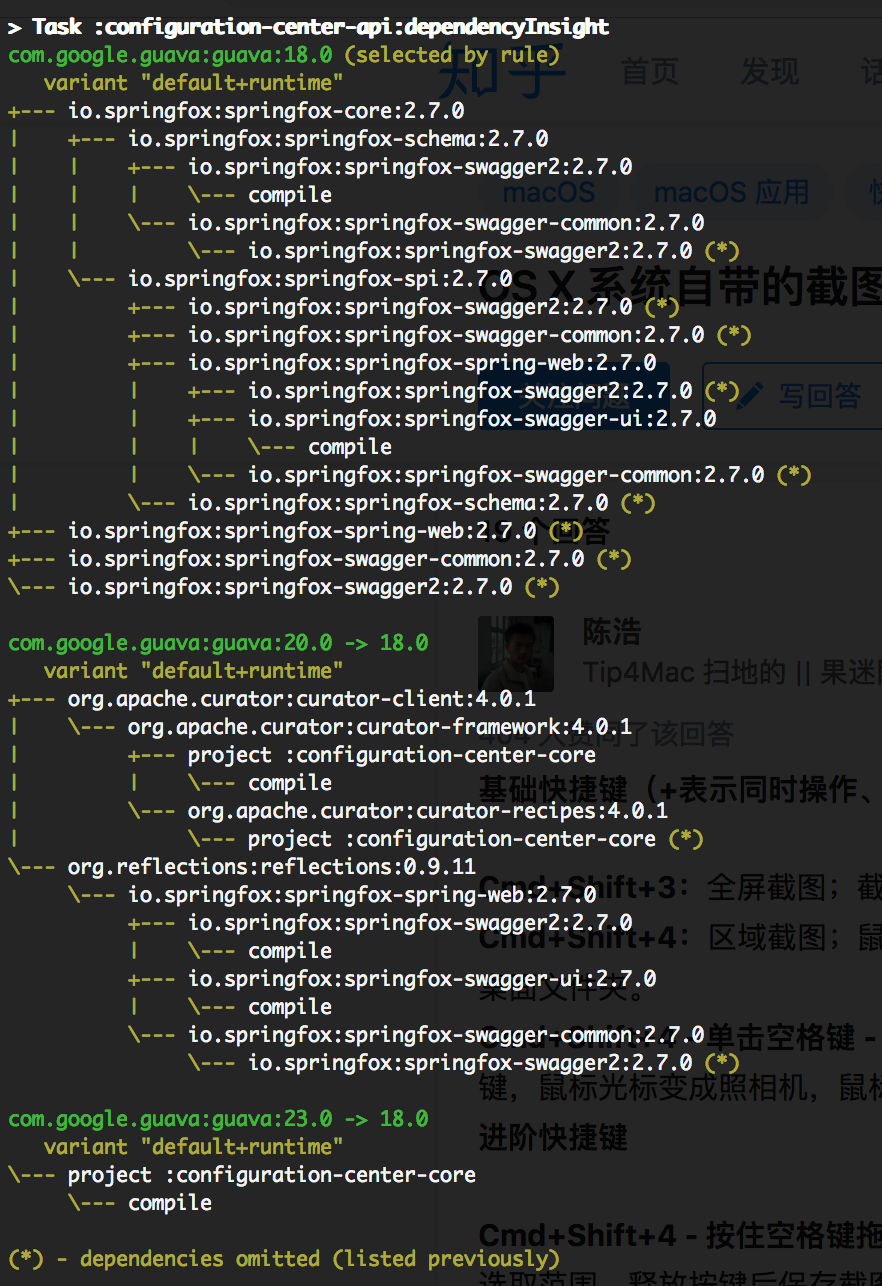 > Task :configuration-center-api:dependencyInsight
com.google.guava:guava:18.0 (selected by rule)
   variant "default+runtime"
+--- io.springfox:springfox-core:2.7.0
|    +--- io.springfox:springfox-schema:2.7.0
|    |    +--- io.springfox:springfox-swagger2:2.7.0
|    |    |    \--- compile
|    |    \--- io.springfox:springfox-swagger-common:2.7.0
|    |         \--- io.springfox:springfox-swagger2:2.7.0 (*)
|    \--- io.springfox:springfox-spi:2.7.0
|         +--- io.springfox:springfox-swagger2:2.7.0 (*)
|         +--- io.springfox:springfox-swagger-common:2.7.0 (*)
|         +--- io.springfox:springfox-spring-web:2.7.0
|         |    +--- io.springfox:springfox-swagger2:2.7.0 (*)
|         |    +--- io.springfox:springfox-swagger-ui:2.7.0
|         |    |    \--- compile
|         |    \--- io.springfox:springfox-swagger-common:2.7.0 (*)
|         \--- io.springfox:springfox-schema:2.7.0 (*)
+--- io.springfox:springfox-spring-web:2.7.0 (*)
+--- io.springfox:springfox-swagger-common:2.7.0 (*)
\--- io.springfox:springfox-swagger2:2.7.0 (*)
com.google.guava:guava:20.0 -> 18.0
   variant "default+runtime"
+--- org.apache.curator:curator-client:4.0.1
|    \--- org.apache.curator:curator-framework:4.0.1
|         +--- project :configuration-center-core
|         |    \--- compile
|         \--- org.apache.curator:curator-recipes:4.0.1
|              \--- project :configuration-center-core (*)
\--- org.reflections:reflections:0.9.11
     \--- io.springfox:springfox-spring-web:2.7.0
          +--- io.springfox:springfox-swagger2:2.7.0
          |    \--- compile
          +--- io.springfox:springfox-swagger-ui:2.7.0
          |    \--- compile
          \--- io.springfox:springfox-swagger-common:2.7.0
               \--- io.springfox:springfox-swagger2:2.7.0 (*)
com.google.guava:guava:23.0 -> 18.0
   variant "default+runtime"
\--- project :configuration-center-core
     \--- compile
(*) - dependencies omitted (listed previously)
知乎 首页 发现 话
macOS macOS 应用
OS X 系统自带的截图
写回答
个回答
陈浩
Tip4Mac 扫地的 || 果迷
人赞同了该回答
基础快捷键（+表示同时操作、
Cmd+Shift+3：全屏截图；截
Cmd+Shift+4：区域截图；鼠
桌面文件夹。
Cmd+Shift+4 - 单击空格键 -
键，鼠标光标变成照相机，鼠标
进阶快捷键
Cmd+Shift+4 - 按住空格键拖
选取范围，释放按键后保存截图